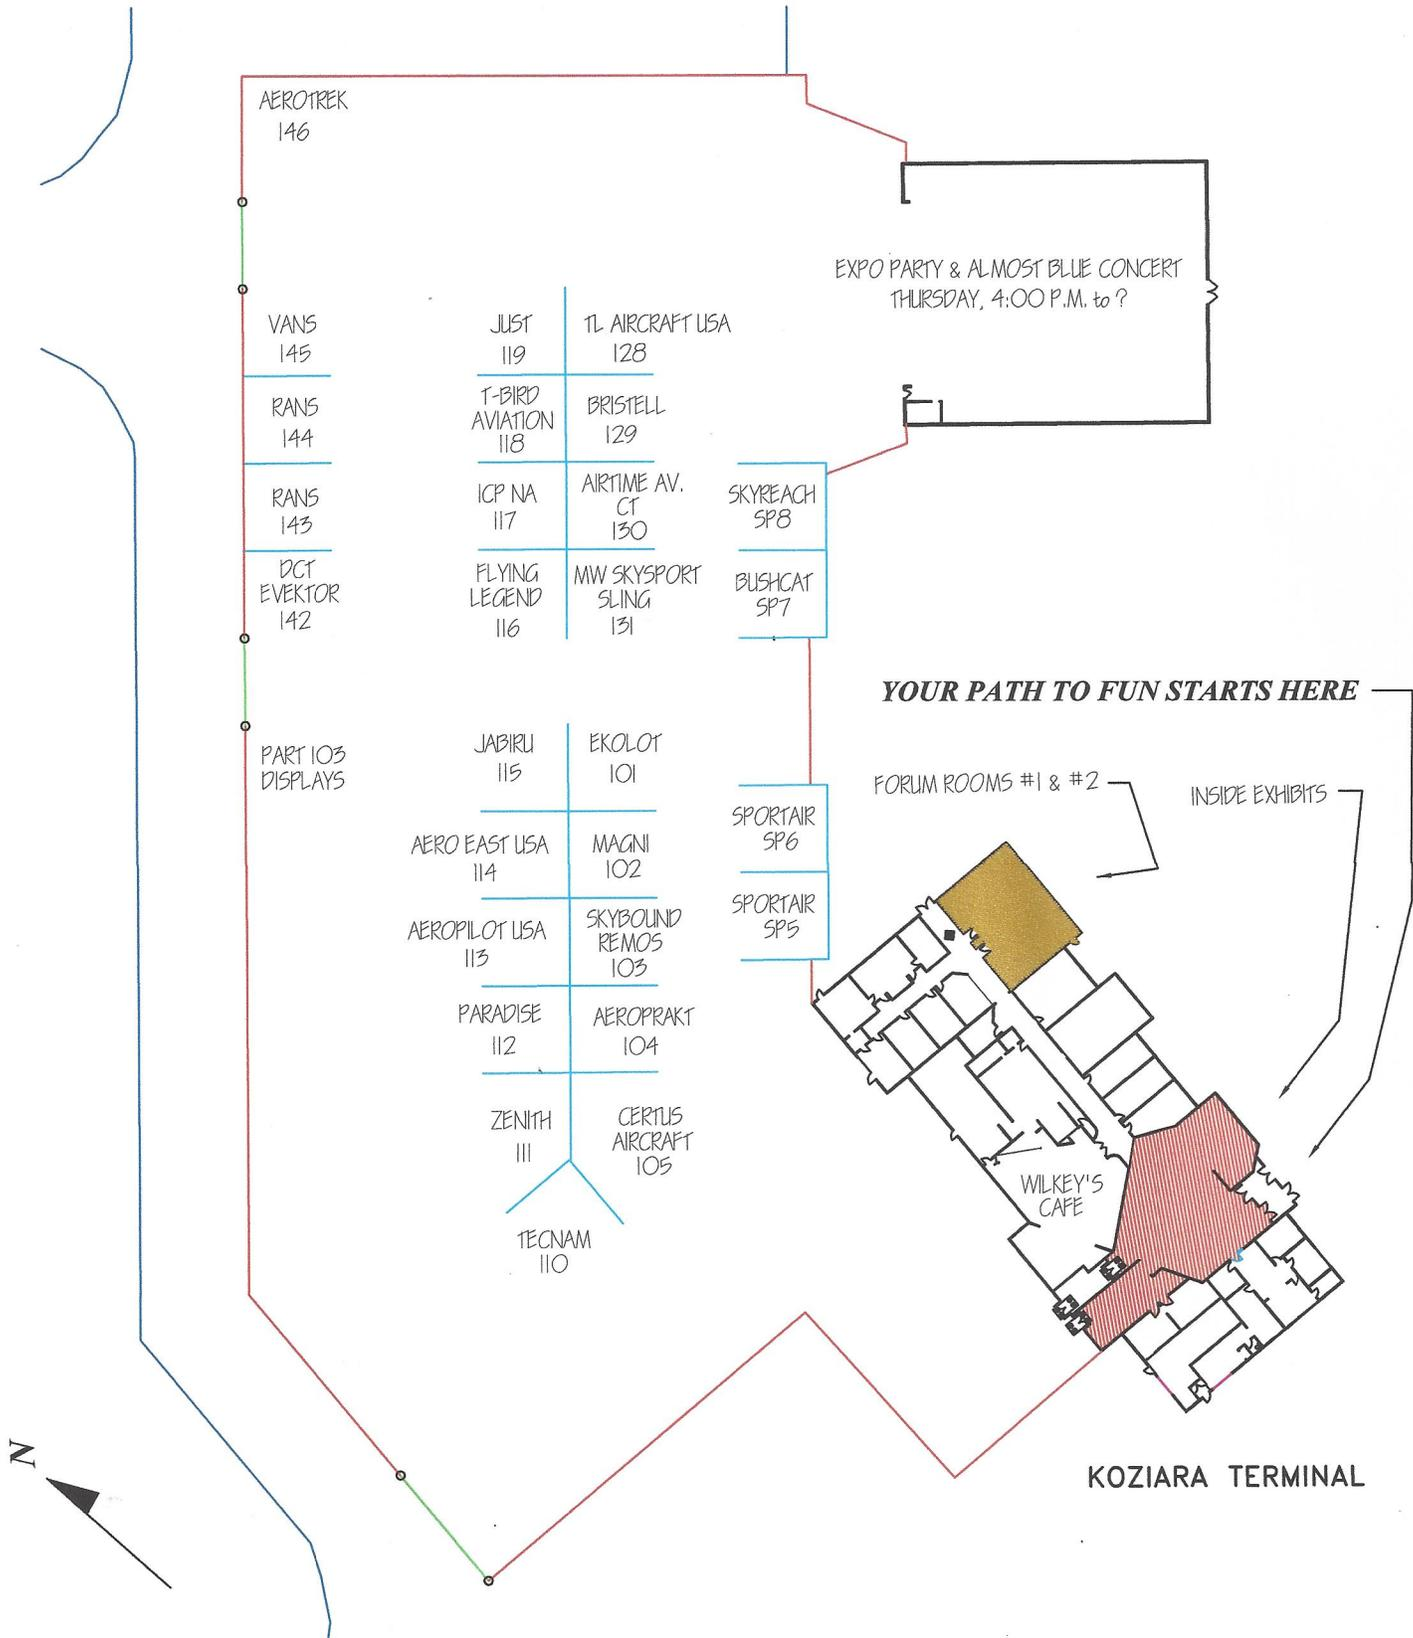 AEROTREK
146
EXPO PARTY & ALMOST BLUE CONCERT
THURSDAY, 4:00 P.M. to ?
VANS
145
RANS
144
RANS
143
DCT
EVEKTOR
142
PART 103
DISPLAYS
JUST
119
T-BIRD
AVIATION
118
ICP NA
117
FLYING
LEGEND
116
TL AIRCRAFT USA
128
BRISTELL
129
AIRTIME AV.
CT
130
MW SKYSPORT
SLING
131
SKYREACH
SP8
BUSHCAT
SP7
JABIRU
115
AERO EAST USA
114
AEROPILOT USA
113
PARADISE
112
ZENITH
111
EKOLOT
101
MAGNI
102
SKYBOUND
REMOS
103
AEROPRAKT
104
CERTUS
AIRCRAFT
105
TECNAM
110
SPORTAIR
SP6
SPORTAIR
SP5
YOUR PATH TO FUN STARTS HERE
FORUM ROOMS #1 & #2
INSIDE EXHIBITS
WILKEY'S
CAFE
KOZIARA TERMINAL
N